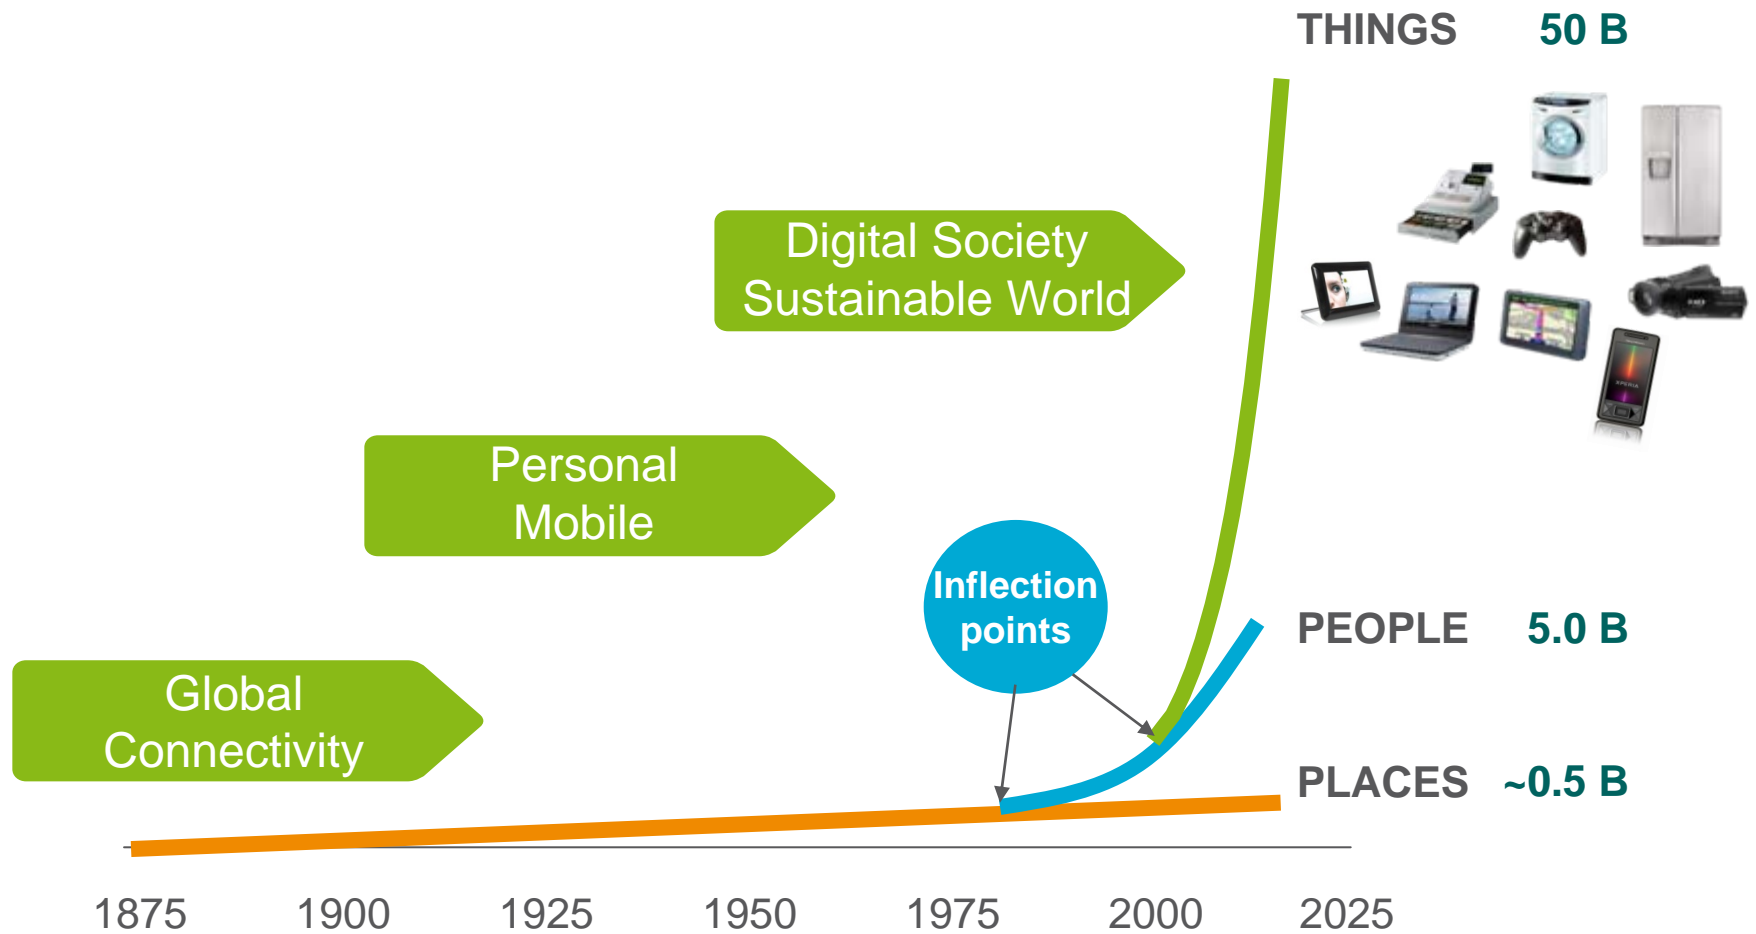 THINGS 50 B
Digital Society
Sustainable World
Personal
Mobile
Inflection
points
PEOPLE 5.0 B
Global
Connectivity
PLACES ~0.5 B
1875 1900 1925 1950 1975 2000 2025
XPERIA